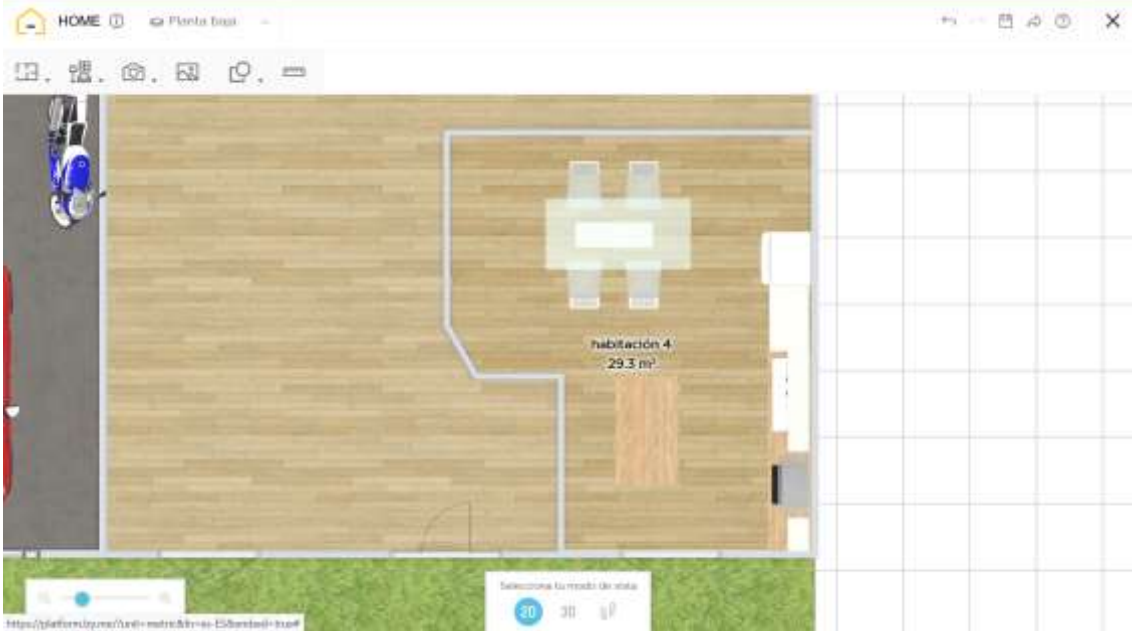 HOME
Planta baja
habitación 4
29.3 m²
Selecciona tu modo de vista
2D 3D